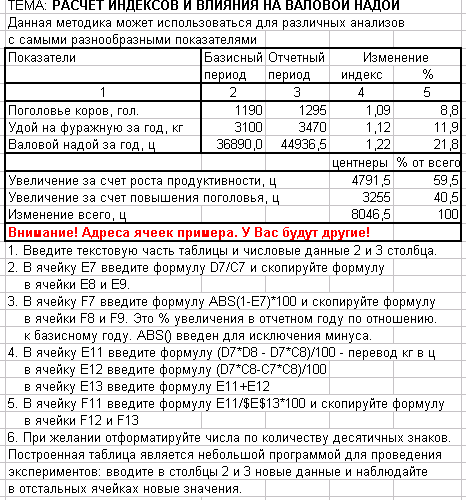 ТЕМА: РАСЧЕТ ИНДЕКСОВ И ВЛИЯНИЯ НА ВАЛОВОЙ НАДОЙ
Данная методика может использоваться для различных анализов
с самыми разнообразными показателями
Показатели Базисный Отчетный Изменение
период период индекс %
1 2 3 4 5
Поголовье коров, гол. 1190 1295 1,09 8,8
Удой на фуражную за год, кг 3100 3470 1,12 11,9
Валовой надой за год, ц 36890,0 44936,5 1,22 21,8
центнеры % от всего
Увеличение за счет роста продуктивности, ц 4791,5 59,5
Увеличение за счет повышения поголовья, ц 3255 40,5
Изменение всего, ц 8046,5 100
Внимание! Адреса ячеек примера. У Вас будут другие!
1. Введите текстовую часть таблицы и числовые данные 2 и 3 столбца.
2. В ячейку E7 введите формулу D7/C7 и скопируйте формулу
в ячейки E8 и E9.
3. В ячейку F7 введите формулу ABS(1-E7)*100 и скопируйте формулу
в ячейки F8 и F9. Это % увеличения в отчетном году по отношению.
к базисному году. ABS() введен для исключения минуса.
4. В ячейку E11 введите формулу (D7*D8 - D7*C8)/100 - перевод кг в ц
в ячейку E12 введите формулу (D7*C8-C7*C8)/100
в ячейку E13 введите формулу E11+E12
5. В ячейку F11 введите формулу E11/$E$13*100 и скопируйте формулу
в ячейки F12 и F13
6. При желании отформатируйте числа по количеству десятичных знаков.
Построенная таблица является небольшой программой для проведения
экспериментов: вводите в столбцы 2 и 3 новые данные и наблюдайте
в отстальных ячейках новые значения.